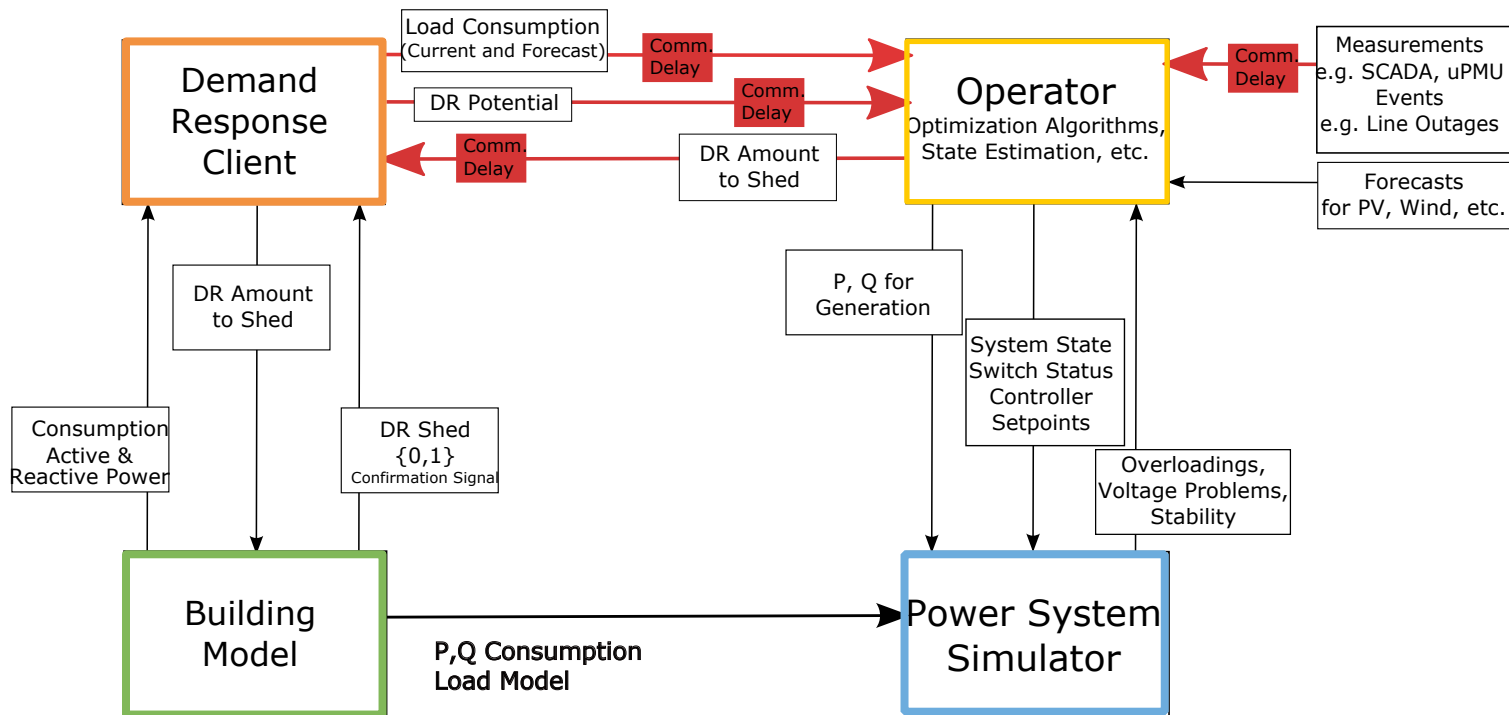 Load Consumption
(Current and Forecast)
Comm.
Delay
DR Potential
Comm.
Delay
Comm.
Delay
DR Amount
to Shed
Demand
Response
Client
Operator
Optimization Algorithms,
State Estimation, etc.
Comm.
Delay
Measurements
e.g. SCADA, uPMU
Events
e.g. Line Outages
Forecasts
for PV, Wind, etc.
DR Amount
to Shed
P, Q for
Generation
System State
Switch Status
Controller
Setpoints
Consumption
Active &
Reactive Power
DR Shed
{0,1}
Confirmation Signal
Overloadings,
Voltage Problems,
Stability
Building
Model
P,Q Consumption
Load Model
Power System
Simulator